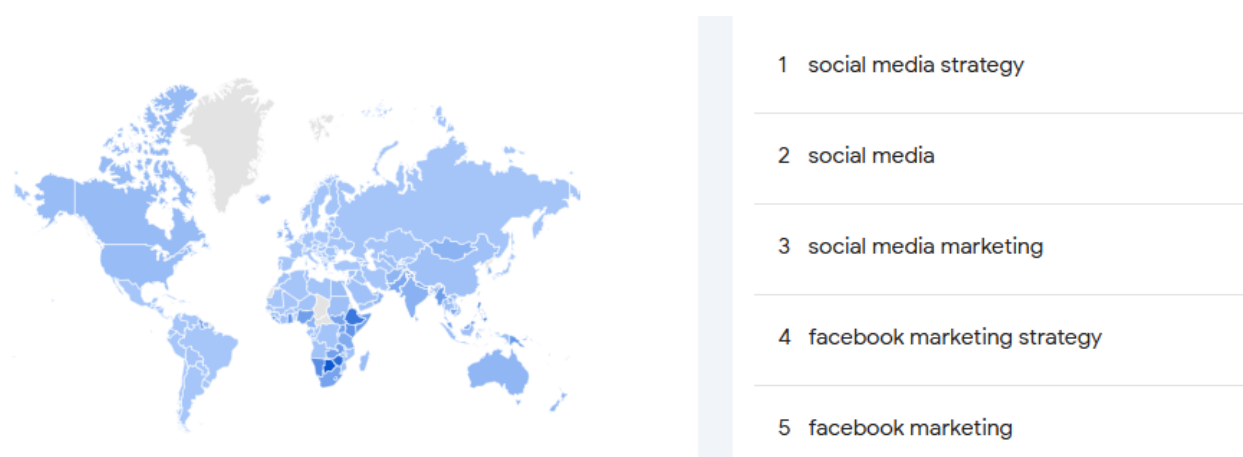 1 social media strategy
2 social media
3 social media marketing
4 facebook marketing strategy
5 facebook marketing